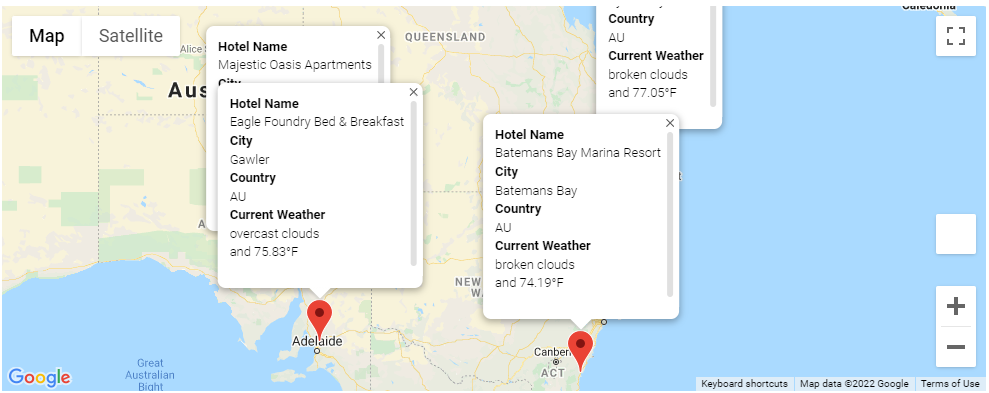 Map
Satellite
Alice S
QUEENSLAND
Caledonia
Country
AU
Current Weather
broken clouds
and 77.05°F
Hotel Name
Majestic Oasis Apartments
City
Aus
Hotel Name
Eagle Foundry Bed & Breakfast
City
Gawler
Country
AU
Current Weather
overcast clouds
and 75.83°F
Hotel Name
Batemans Bay Marina Resort
City
Batemans Bay
Country
AU
Current Weather
broken clouds
and 74.19°F
NEW
WA
Adelaide
Canber
ACT
Great
Australian
Bight
Google
Keyboard shortcuts
Map data ©2022 Google
Terms of Use